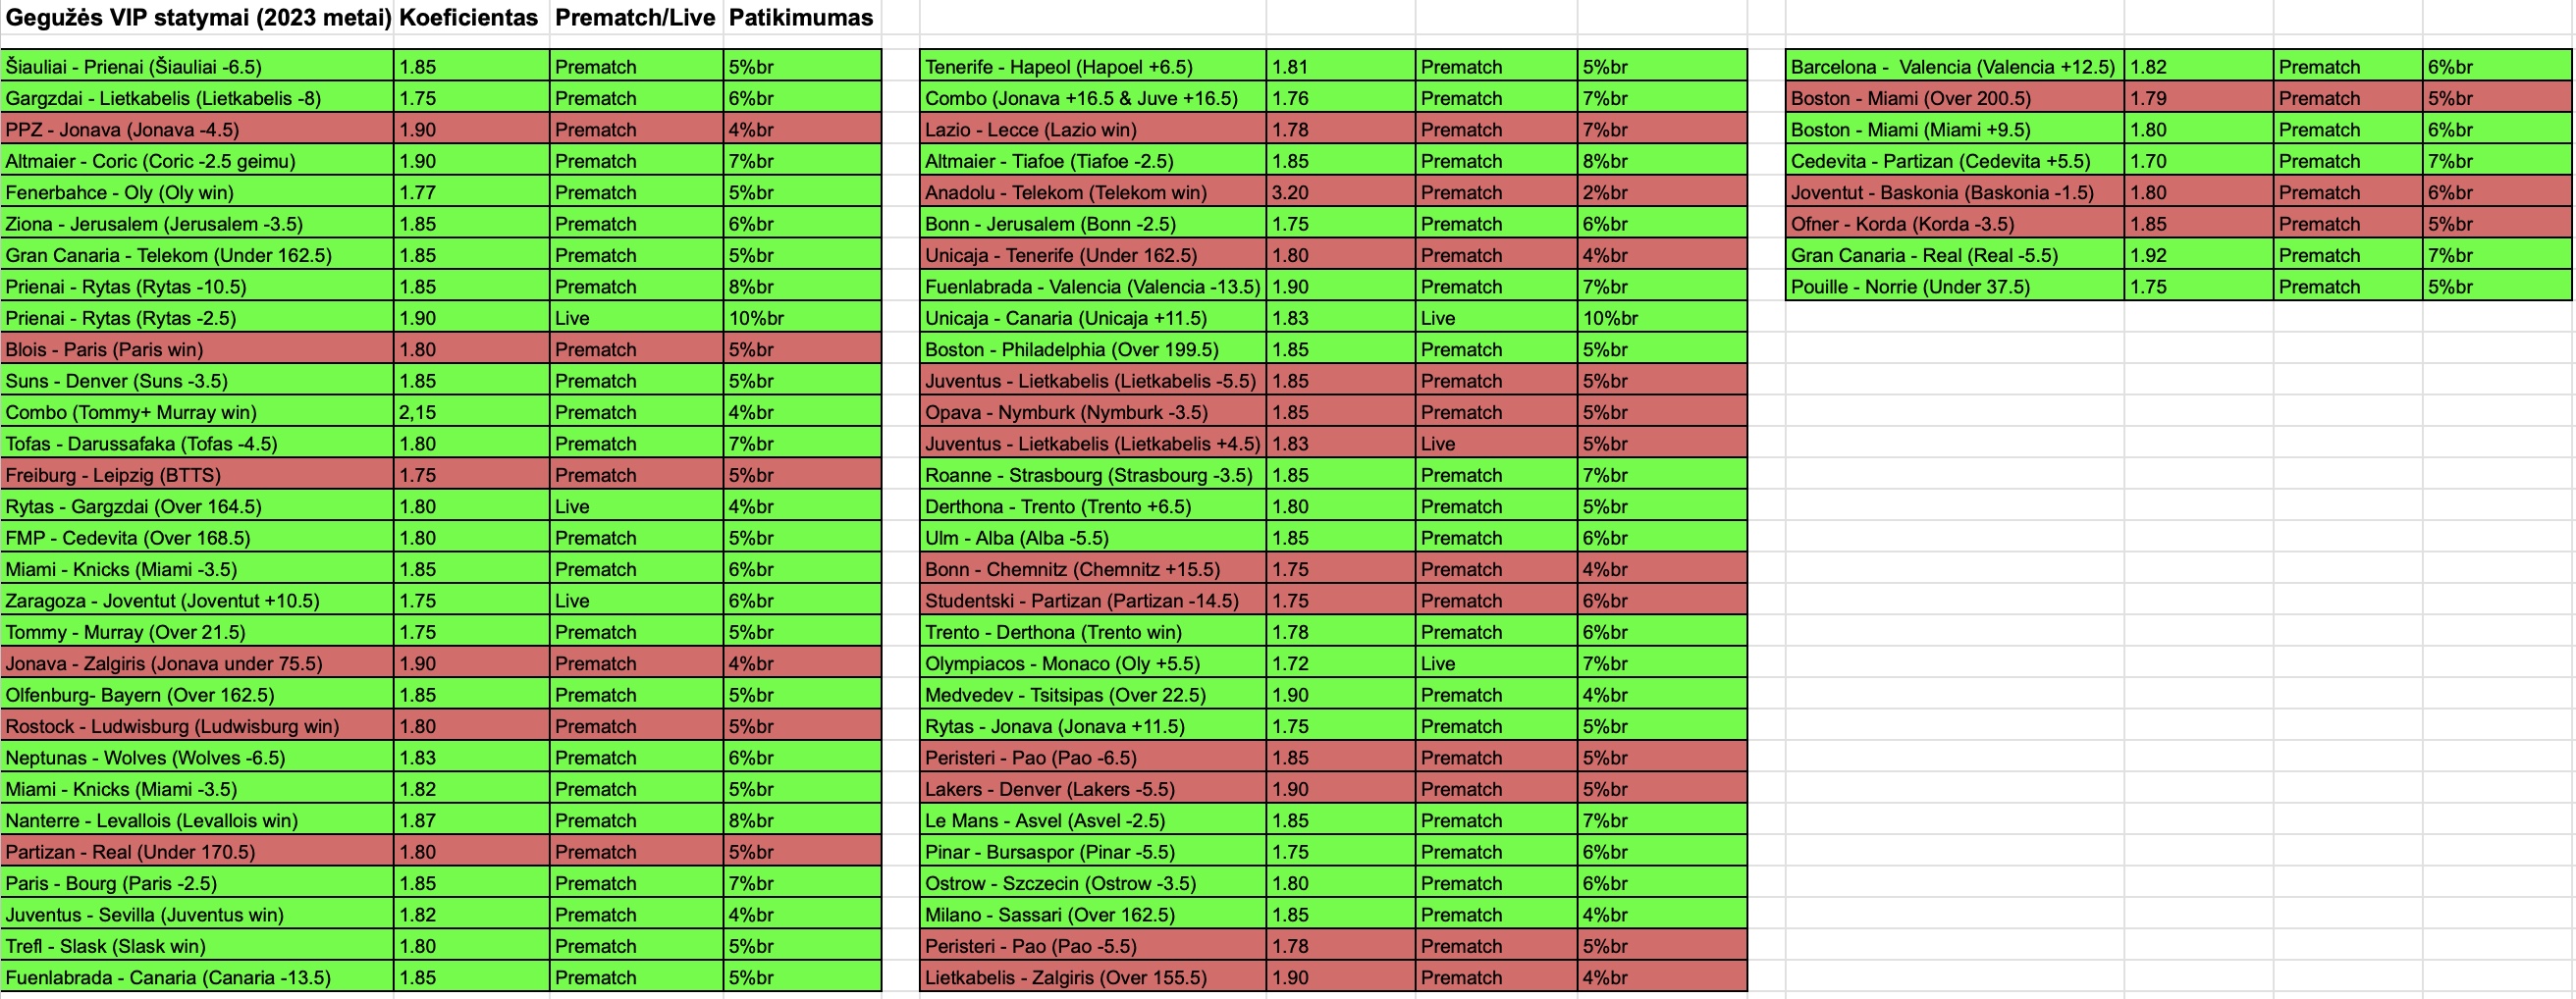 Gegužės VIP statymai (2023 metai) Koeficientas Prematch/Live Patikimumas
Šiauliai - Prienai (Šiauliai -6.5) 1.85 Prematch 5%br
Gargzdai - Lietkabelis (Lietkabelis -8) 1.75 Prematch 6%br
PPZ - Jonava (Jonava -4.5) 1.90 Prematch 4%br
Altmaier - Coric (Coric -2.5 geimu) 1.90 Prematch 7%br
Fenerbahce - Oly (Oly win) 1.77 Prematch 5%br
Ziona - Jerusalem (Jerusalem -3.5) 1.85 Prematch 6%br
Gran Canaria - Telekom (Under 162.5) 1.85 Prematch 5%br
Prienai - Rytas (Rytas -10.5) 1.85 Prematch 8%br
Prienai - Rytas (Rytas -2.5) 1.90 Live 10%br
Blois - Paris (Paris win) 1.80 Prematch 5%br
Suns - Denver (Suns -3.5) 1.85 Prematch 5%br
Combo (Tommy+ Murray win) 2,15 Prematch 4%br
Tofas - Darussafaka (Tofas -4.5) 1.80 Prematch 7%br
Freiburg - Leipzig (BTTS) 1.75 Prematch 5%br
Rytas - Gargzdai (Over 164.5) 1.80 Live 4%br
FMP - Cedevita (Over 168.5) 1.80 Prematch 5%br
Miami - Knicks (Miami -3.5) 1.85 Prematch 6%br
Zaragoza - Joventut (Joventut +10.5) 1.75 Live 6%br
Tommy - Murray (Over 21.5) 1.75 Prematch 5%br
Jonava - Zalgiris (Jonava under 75.5) 1.90 Prematch 4%br
Olfenburg- Bayern (Over 162.5) 1.85 Prematch 5%br
Rostock - Ludwisburg (Ludwisburg win) 1.80 Prematch 5%br
Neptunas - Wolves (Wolves -6.5) 1.83 Prematch 6%br
Miami - Knicks (Miami -3.5) 1.82 Prematch 5%br
Nanterre - Levallois (Levallois win) 1.87 Prematch 8%br
Partizan - Real (Under 170.5) 1.80 Prematch 5%br
Paris - Bourg (Paris -2.5) 1.85 Prematch 7%br
Juventus - Sevilla (Juventus win) 1.82 Prematch 4%br
Trefl - Slask (Slask win) 1.80 Prematch 5%br
Fuenlabrada - Canaria (Canaria -13.5) 1.85 Prematch 5%br
Tenerife - Hapeol (Hapoel +6.5) 1.81 Prematch 5%br
Combo (Jonava +16.5 & Juve +16.5) 1.76 Prematch 7%br
Lazio - Lecce (Lazio win) 1.78 Prematch 7%br
Altmaier - Tiafoe (Tiafoe -2.5) 1.85 Prematch 8%br
Anadolu - Telekom (Telekom win) 3.20 Prematch 2%br
Bonn - Jerusalem (Bonn -2.5) 1.75 Prematch 6%br
Unicaja - Tenerife (Under 162.5) 1.80 Prematch 4%br
Fuenlabrada - Valencia (Valencia -13.5) 1.90 Prematch 7%br
Unicaja - Canaria (Unicaja +11.5) 1.83 Live 10%br
Boston - Philadelphia (Over 199.5) 1.85 Prematch 5%br
Juventus - Lietkabelis (Lietkabelis -5.5) 1.85 Prematch 5%br
Opava - Nymburk (Nymburk -3.5) 1.85 Prematch 5%br
Juventus - Lietkabelis (Lietkabelis +4.5) 1.83 Live 5%br
Roanne - Strasbourg (Strasbourg -3.5) 1.85 Prematch 7%br
Derthona - Trento (Trento +6.5) 1.80 Prematch 5%br
Ulm - Alba (Alba -5.5) 1.85 Prematch 6%br
Bonn - Chemnitz (Chemnitz +15.5) 1.75 Prematch 4%br
Studentski - Partizan (Partizan -14.5) 1.75 Prematch 6%br
Trento - Derthona (Trento win) 1.78 Prematch 6%br
Olympiacos - Monaco (Oly +5.5) 1.72 Live 7%br
Medvedev - Tsitsipas (Over 22.5) 1.90 Prematch 4%br
Rytas - Jonava (Jonava +11.5) 1.75 Prematch 5%br
Peristeri - Pao (Pao -6.5) 1.85 Prematch 5%br
Lakers - Denver (Lakers -5.5) 1.90 Prematch 5%br
Le Mans - Asvel (Asvel -2.5) 1.85 Prematch 7%br
Pinar - Bursaspor (Pinar -5.5) 1.75 Prematch 6%br
Ostrow - Szczecin (Ostrow -3.5) 1.80 Prematch 6%br
Milano - Sassari (Over 162.5) 1.85 Prematch 4%br
Peristeri - Pao (Pao -5.5) 1.78 Prematch 5%br
Lietkabelis - Zalgiris (Over 155.5) 1.90 Prematch 4%br
Barcelona - Valencia (Valencia +12.5) 1.82 Prematch 6%br
Boston - Miami (Over 200.5) 1.79 Prematch 5%br
Boston - Miami (Miami +9.5) 1.80 Prematch 6%br
Cedevita - Partizan (Cedevita +5.5) 1.70 Prematch 7%br
Joventut - Baskonia (Baskonia -1.5) 1.80 Prematch 6%br
Ofner - Korda (Korda -3.5) 1.85 Prematch 5%br
Gran Canaria - Real (Real -5.5) 1.92 Prematch 7%br
Pouille - Norrie (Under 37.5) 1.75 Prematch 5%br